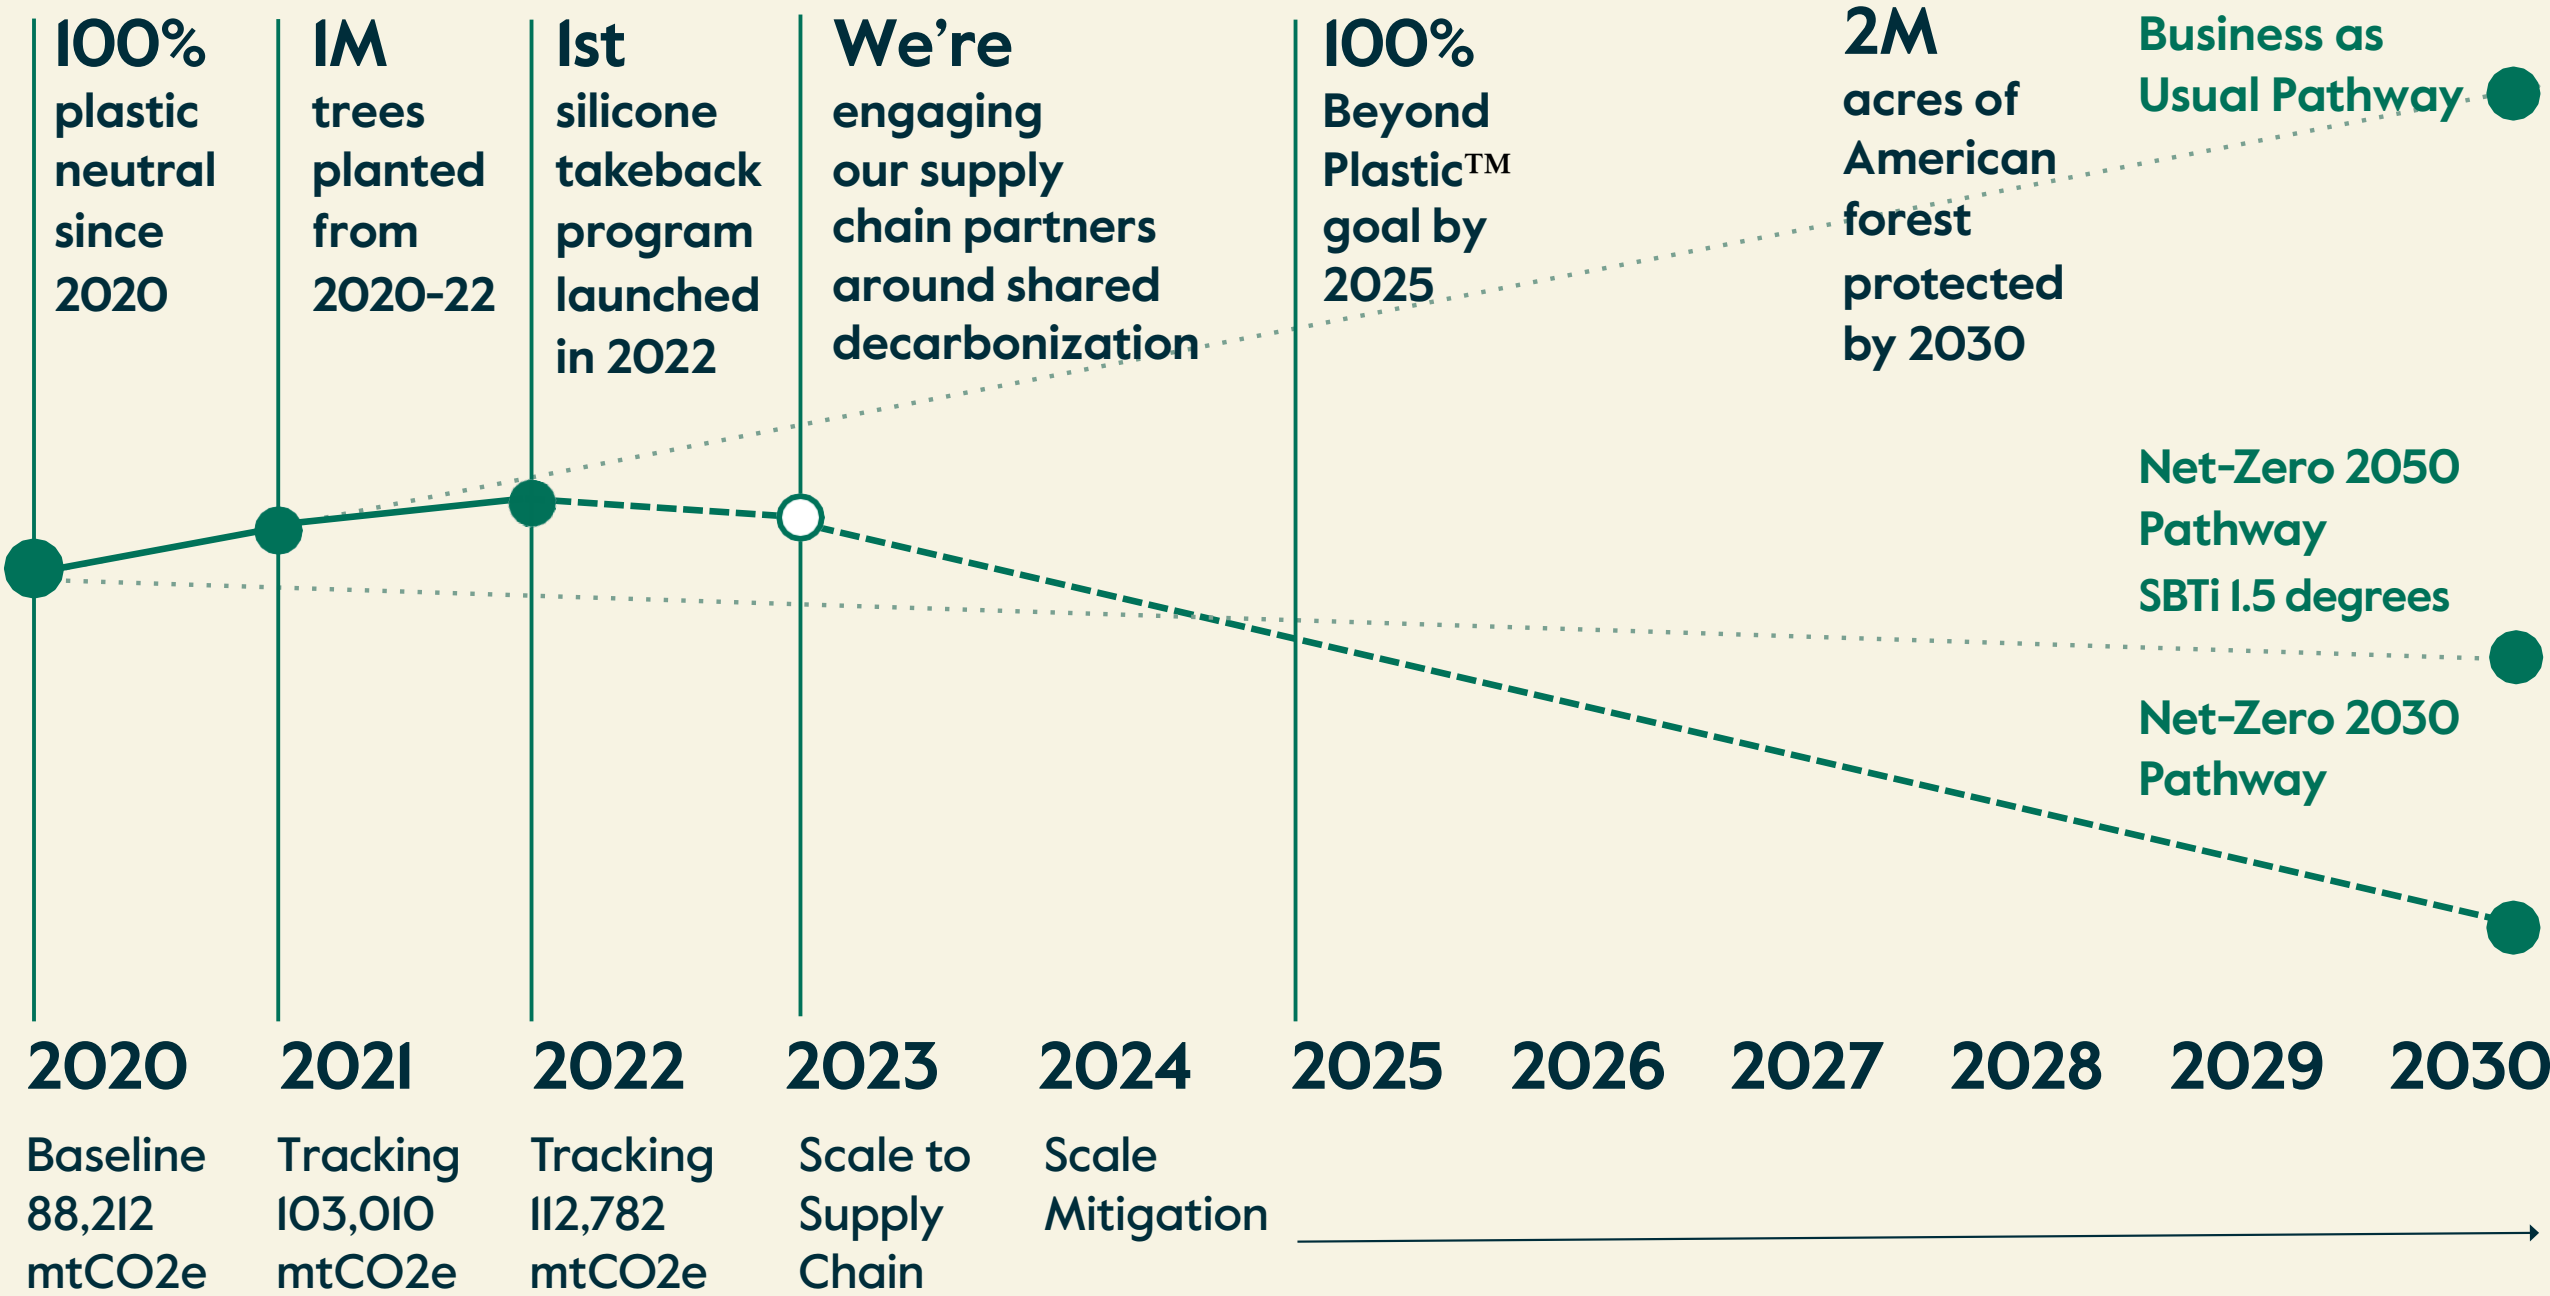 100%
plastic
neutral
since
2020
1M
trees
planted
from
2020-22
1st
silicone
takeback
program
launched
in 2022
We're
engaging
our supply
chain partners
around shared
decarbonization
100%
Beyond
Plastic™
goal by
2025
2M
acres of
American
forest
protected
by 2030
Business as
Usual Pathway
Net-Zero 2050
Pathway
SBTi 1.5 degrees
Net-Zero 2030
Pathway
2020
2021
2022
2023
2024
2025
2026
2027
2028
2029
2030
Baseline
88,212
mtCO2e
Tracking
103,010
mtCO2e
Tracking
112,782
mtCO2e
Scale to
Supply
Chain
Scale
Mitigation